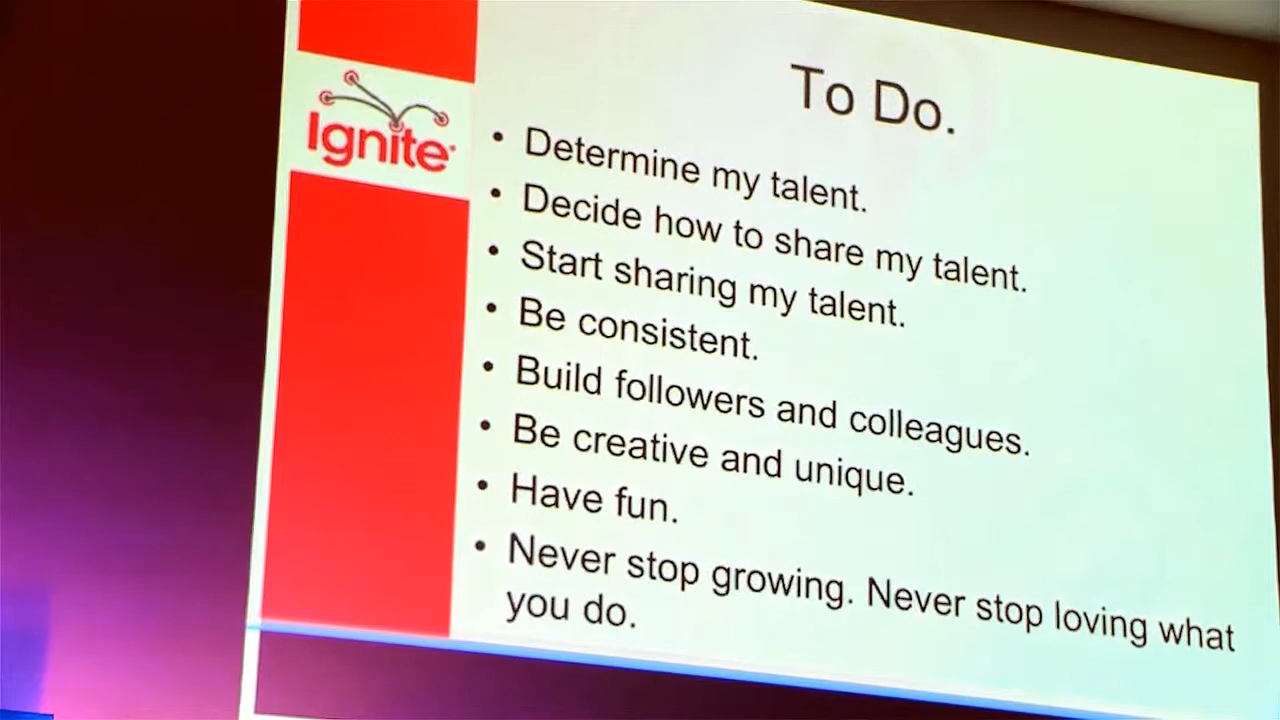 Ignite
To Do.
• Determine my talent.
• Decide how to share my talent.
• Start sharing my talent.
• Be consistent.
• Build followers and colleagues.
• Be creative and unique.
• Have fun.
• Never stop growing. Never stop loving what
you do.